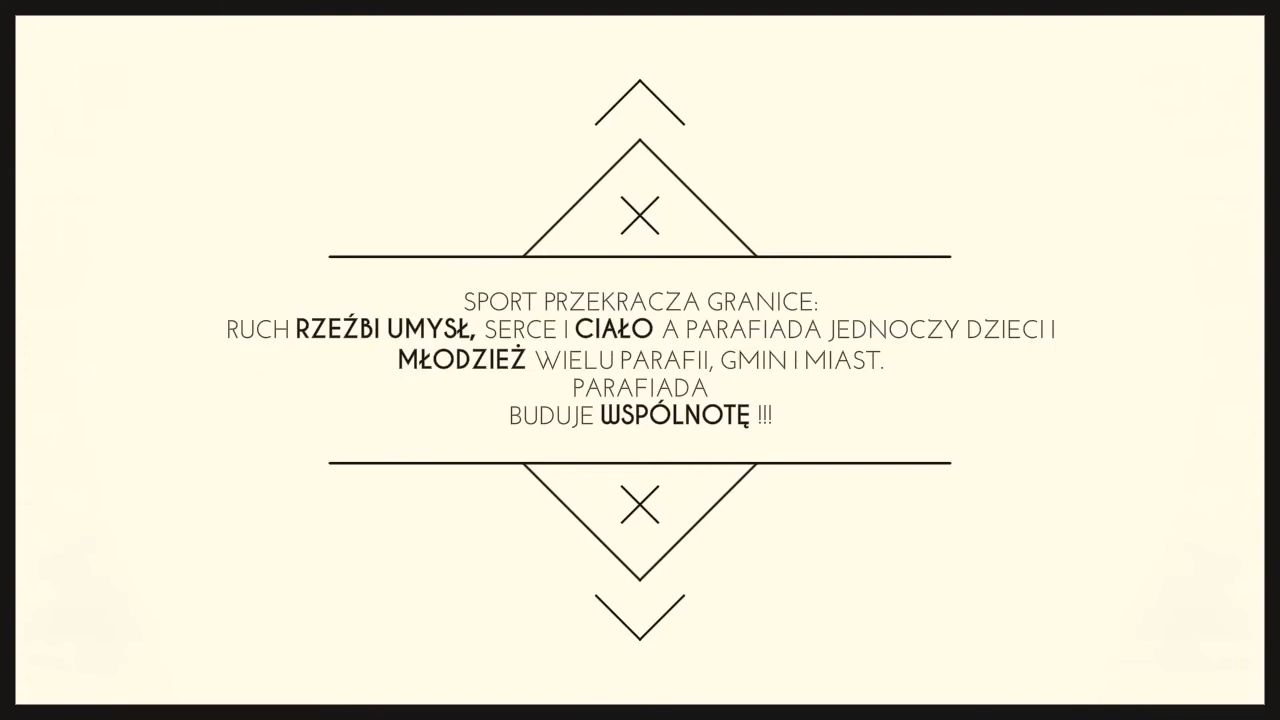 SPORT PRZEKRACZA GRANICE:
RUCH RZEŹBI UMYSŁ, SERCE I CIAŁO A PARAFIADA JEDNOCZY DZIECI I
MŁODZIEŻ WIELU PARAFII, GMIN I MIAST.
PARAFIADA
BUDUJE WSPÓLNOTĘ !!!